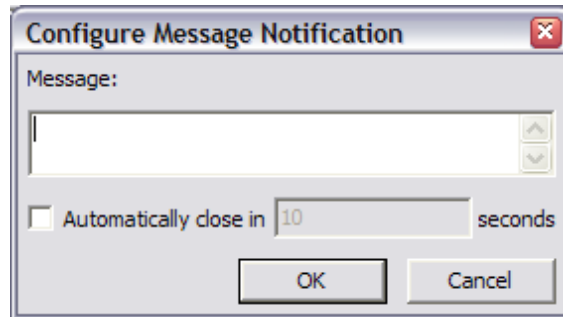 Configure Message Notification
Message:
Automatically close in 10 seconds
OK Cancel